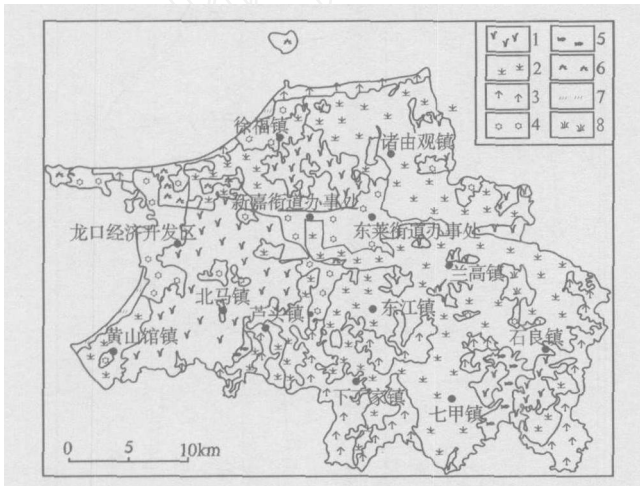 1 5
2 6
3 7
4 8
徐福镇
诸由观镇
新嘉街道办事处
龙口经济开发区
东莱街道办事处
兰高镇
北马镇
芦头镇
东江镇
黄山馆镇
石良镇
下丁家镇
七甲镇
0 5 10km